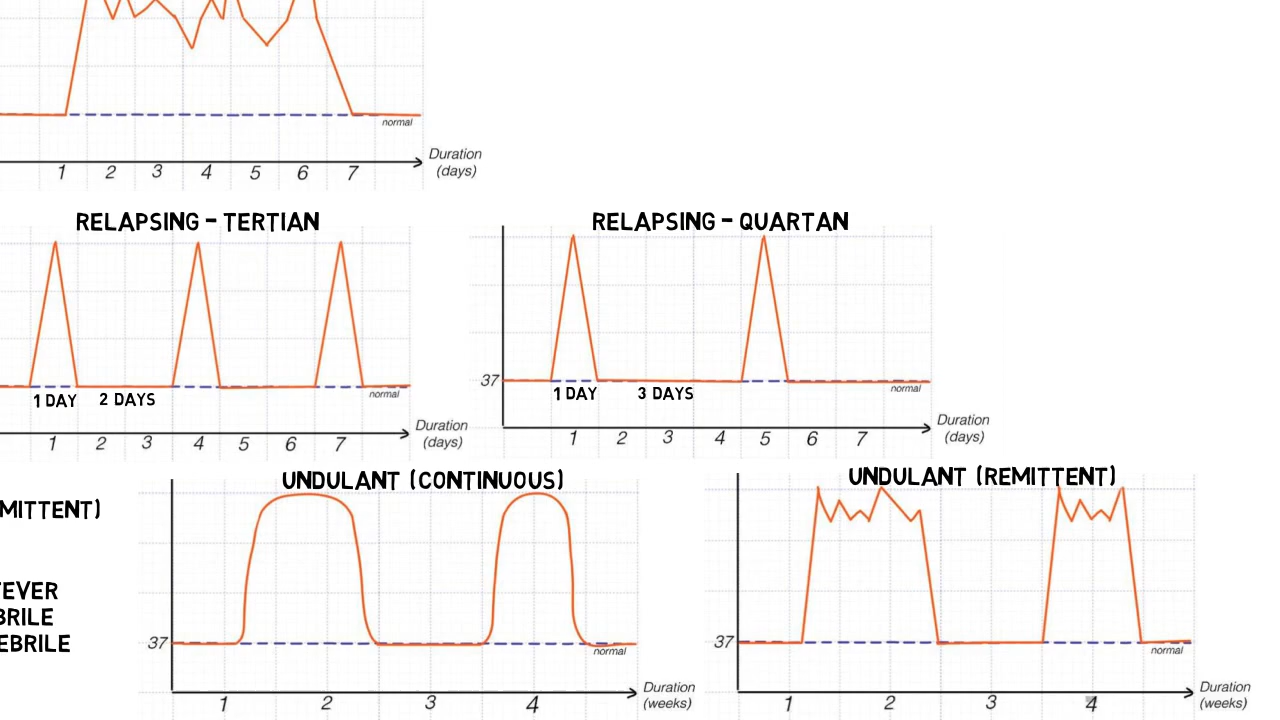 normal
Duration
(days)
1 2 3 4 5 6 7
RELAPSING - TERTIAN
1 DAY 2 DAYS
normal
Duration
(days)
1 2 3 4 5 6 7
RELAPSING - QUARTAN
37
1 DAY 3 DAYS
normal
Duration
(days)
1 2 3 4 5 6 7
MITTENT)
EVER
BRILE
EBRILE
UNDULANT (CONTINUOUS)
37
normal
Duration
(weeks)
1 2 3 4
UNDULANT (REMITTENT)
37
normal
Duration
(weeks)
1 2 3 4